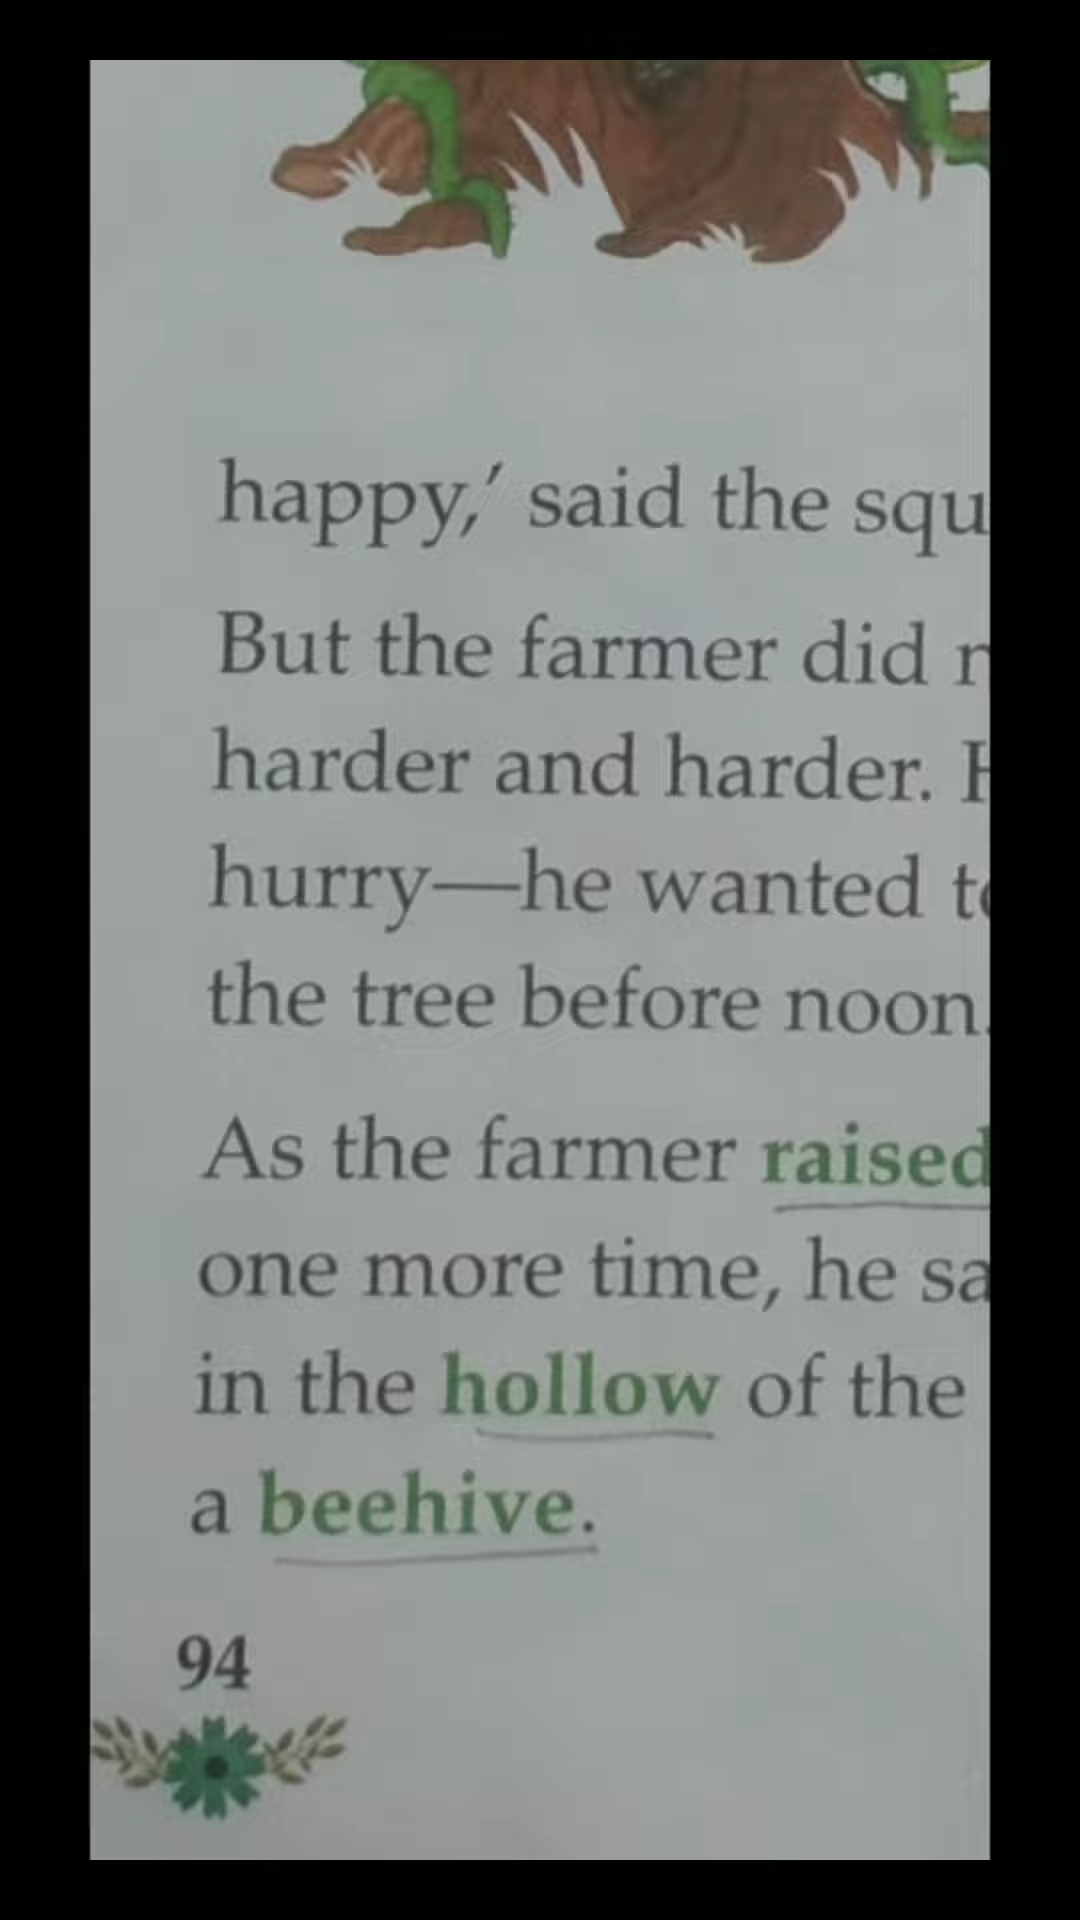 happy,' said the squ
But the farmer did
harder and harder.
hurry—he wanted to
the tree before noon.
As the farmer raised
one more time, he sa
in the hollow of the
a beehive.
94